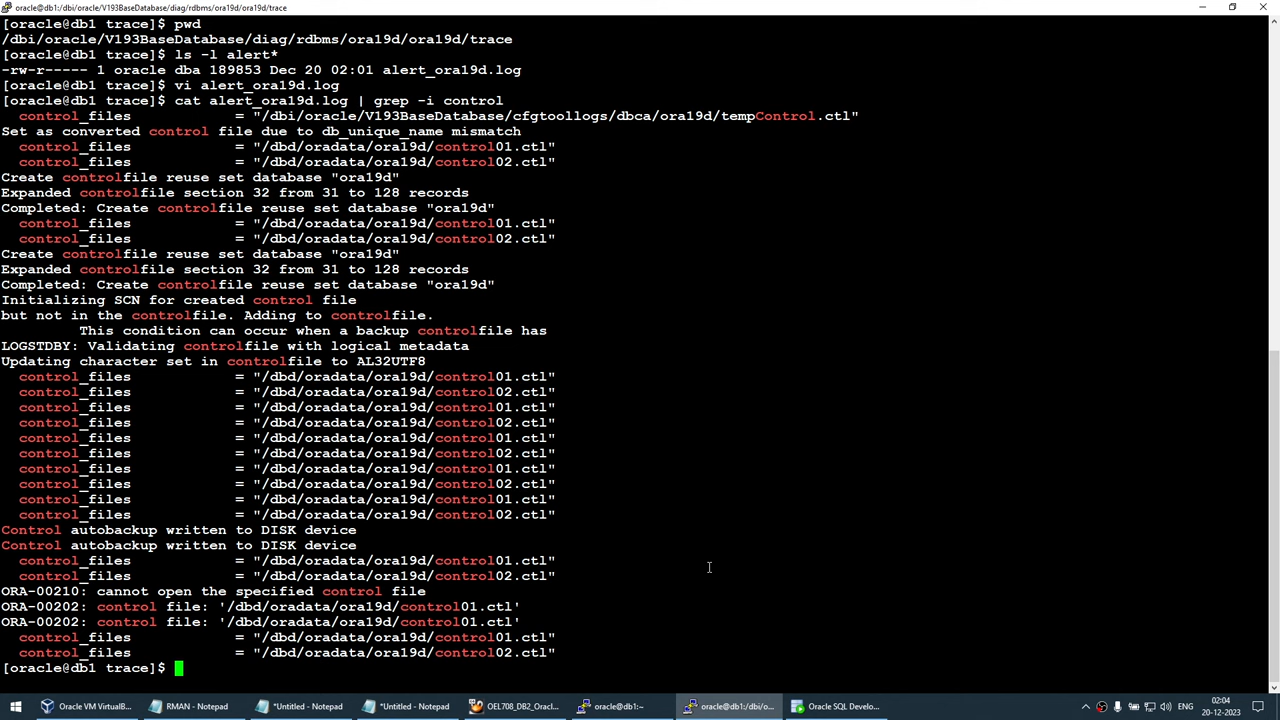 oracle@db1:/dbi/oracle/V193BaseDatabase/diag/rdbms/ora19d/ora19d/trace
[oracle@db1 trace]$ pwd
/dbi/oracle/V193BaseDatabase/diag/rdbms/ora19d/ora19d/trace
[oracle@db1 trace]$ ls -l alert*
-rw-r----- 1 oracle dba 189853 Dec 20 02:01 alert_ora19d.log
[oracle@db1 trace]$ vi alert_ora19d.log
[oracle@db1 trace]$ cat alert_ora19d.log | grep -i control
  control_files            = "/dbi/oracle/V193BaseDatabase/cfgtoollogs/dbca/ora19d/tempControl.ctl"
Set as converted control file due to db_unique_name mismatch
  control_files            = "/dbd/oradata/ora19d/control01.ctl"
  control_files            = "/dbd/oradata/ora19d/control02.ctl"
Create controlfile reuse set database "ora19d"
Expanded controlfile section 32 from 31 to 128 records
Completed: Create controlfile reuse set database "ora19d"
  control_files            = "/dbd/oradata/ora19d/control01.ctl"
  control_files            = "/dbd/oradata/ora19d/control02.ctl"
Create controlfile reuse set database "ora19d"
Expanded controlfile section 32 from 31 to 128 records
Completed: Create controlfile reuse set database "ora19d"
Initializing SCN for created control file
but not in the controlfile. Adding to controlfile.
         This condition can occur when a backup controlfile has
LOGSTDBY: Validating controlfile with logical metadata
Updating character set in controlfile to AL32UTF8
  control_files            = "/dbd/oradata/ora19d/control01.ctl"
  control_files            = "/dbd/oradata/ora19d/control02.ctl"
  control_files            = "/dbd/oradata/ora19d/control01.ctl"
  control_files            = "/dbd/oradata/ora19d/control02.ctl"
  control_files            = "/dbd/oradata/ora19d/control01.ctl"
  control_files            = "/dbd/oradata/ora19d/control02.ctl"
  control_files            = "/dbd/oradata/ora19d/control01.ctl"
  control_files            = "/dbd/oradata/ora19d/control02.ctl"
  control_files            = "/dbd/oradata/ora19d/control01.ctl"
  control_files            = "/dbd/oradata/ora19d/control02.ctl"
Control autobackup written to DISK device
Control autobackup written to DISK device
  control_files            = "/dbd/oradata/ora19d/control01.ctl"
  control_files            = "/dbd/oradata/ora19d/control02.ctl"
ORA-00210: cannot open the specified control file
ORA-00202: control file: '/dbd/oradata/ora19d/control01.ctl'
ORA-00202: control file: '/dbd/oradata/ora19d/control01.ctl'
  control_files            = "/dbd/oradata/ora19d/control01.ctl"
  control_files            = "/dbd/oradata/ora19d/control02.ctl"
[oracle@db1 trace]$
Oracle VM VirtualB... RMAN - Notepad *Untitled - Notepad *Untitled - Notepad OEL708_DB2_Oracl... oracle@db1:~ oracle@db1:/dbi/o... Oracle SQL Develo... 02:04
20-12-2023